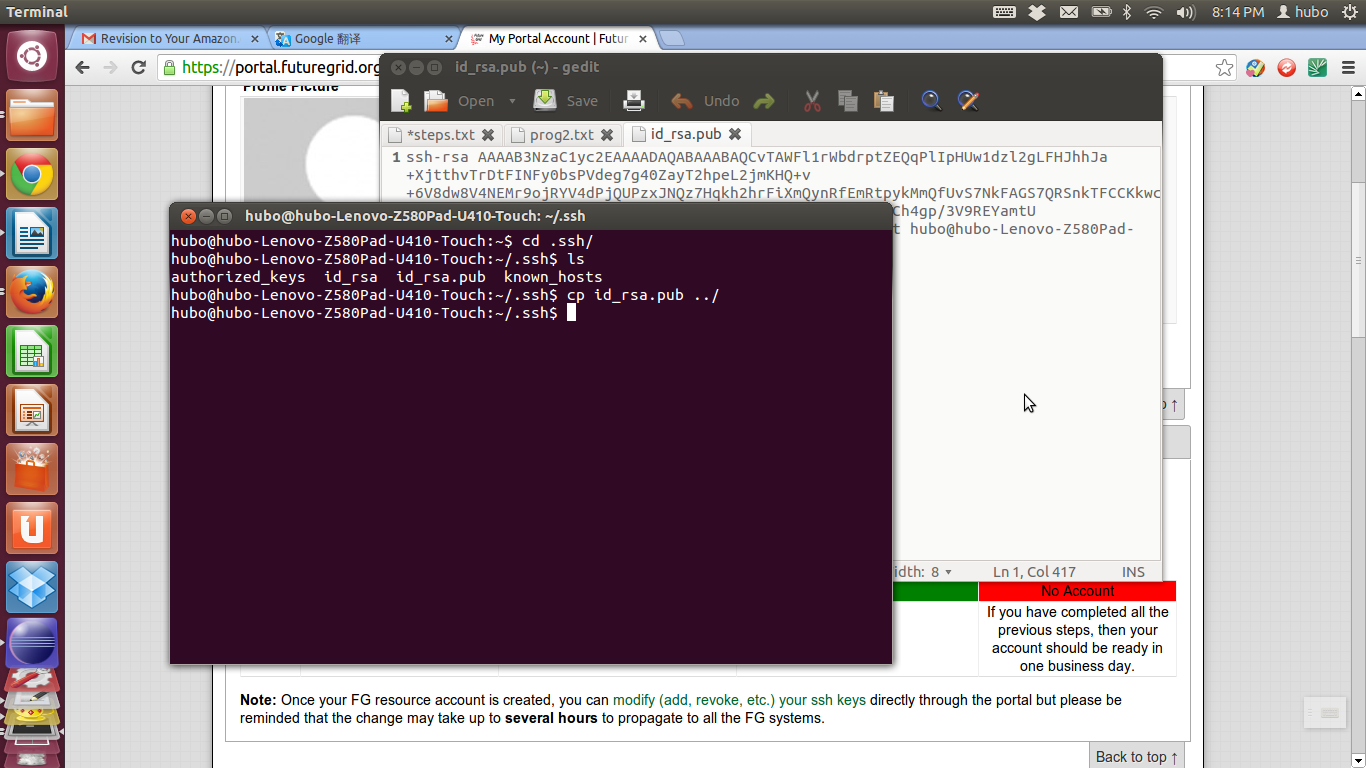 Terminal
8:14 PM hubo
Revision to Your Amazon.
Google 翻译
My Portal Account | Futur
https://portal.futuregrid.org
Profile Picture
id_rsa.pub (~) - gedit
Open Save Undo
*steps.txt prog2.txt id_rsa.pub
1 ssh-rsa AAAAB3NzaC1yc2EAAAADAQABAAABAQCvTAWFl1rWbdrptZEQqPlIpHUw1dzl2gLFHJhhJa
+XjtthvTrDtFINFy0bsPVdeg7g40ZayT2hpeL2jmKHQ+v
+6V8dw8V4NEMr9ojRYV4dPjQUPzxJNQz7Hqkh2hrFiXmQynRfEmRtpykMmQfUvS7NkFAGS7QRSnkTFCCKkwc
Ch4gp/3V9REYamtU
t hubo@hubo-Lenovo-Z580Pad-
hubo@hubo-Lenovo-Z580Pad-U410-Touch: ~/.ssh
hubo@hubo-Lenovo-Z580Pad-U410-Touch:~$ cd .ssh/
hubo@hubo-Lenovo-Z580Pad-U410-Touch:~/.ssh$ ls
authorized_keys id_rsa id_rsa.pub known_hosts
hubo@hubo-Lenovo-Z580Pad-U410-Touch:~/.ssh$ cp id_rsa.pub ../
hubo@hubo-Lenovo-Z580Pad-U410-Touch:~/.ssh$
idth: 8 Ln 1, Col 417 INS
No Account
If you have completed all the
previous steps, then your
account should be ready in
one business day.
Note: Once your FG resource account is created, you can modify (add, revoke, etc.) your ssh keys directly through the portal but please be
reminded that the change may take up to several hours to propagate to all the FG systems.
Back to top ↑